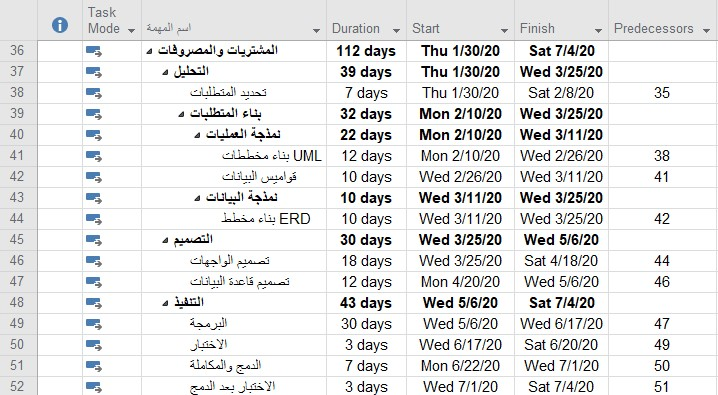 Task Mode اسم المهمة Duration Start Finish Predecessors
36 المشتريات والمصروفات 112 days Thu 1/30/20 Sat 7/4/20
37 التحليل 39 days Thu 1/30/20 Wed 3/25/20
38 تحديد المتطلبات 7 days Thu 1/30/20 Sat 2/8/20 35
39 بناء المتطلبات 32 days Mon 2/10/20 Wed 3/25/20
40 نمذجة العمليات 22 days Mon 2/10/20 Wed 3/11/20
41 بناء مخططات UML 12 days Mon 2/10/20 Wed 2/26/20 38
42 قواميس البيانات 10 days Wed 2/26/20 Wed 3/11/20 41
43 نمذجة البيانات 10 days Wed 3/11/20 Wed 3/25/20
44 بناء مخطط ERD 10 days Wed 3/11/20 Wed 3/25/20 42
45 التصميم 30 days Wed 3/25/20 Wed 5/6/20
46 تصميم الواجهات 18 days Wed 3/25/20 Sat 4/18/20 44
47 تصميم قاعدة البيانات 12 days Mon 4/20/20 Wed 5/6/20 46
48 التنفيذ 43 days Wed 5/6/20 Sat 7/4/20
49 البرمجة 30 days Wed 5/6/20 Wed 6/17/20 47
50 الاختبار 3 days Wed 6/17/20 Sat 6/20/20 49
51 الدمج والمكاملة 7 days Mon 6/22/20 Wed 7/1/20 50
52 الاختبار بعد الدمج 3 days Wed 7/1/20 Sat 7/4/20 51